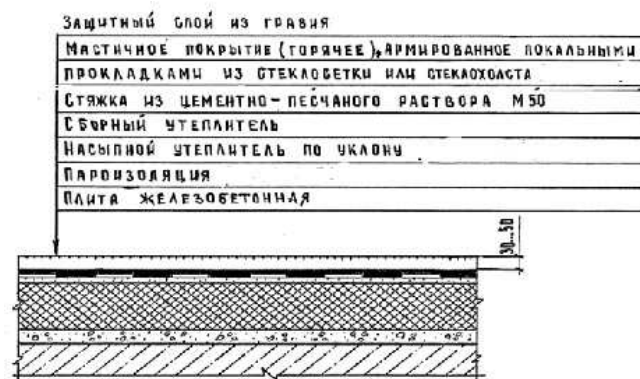 Защитный слой из гравия
Мастичное покрытие (горячее), армированное локальными
прокладками из стеклосетки или стеклохолста
Стяжка из цементно-песчаного раствора М50
Сборный утеплитель
Насыпной утеплитель по уклону
Пароизоляция
Плита железобетонная
30...50